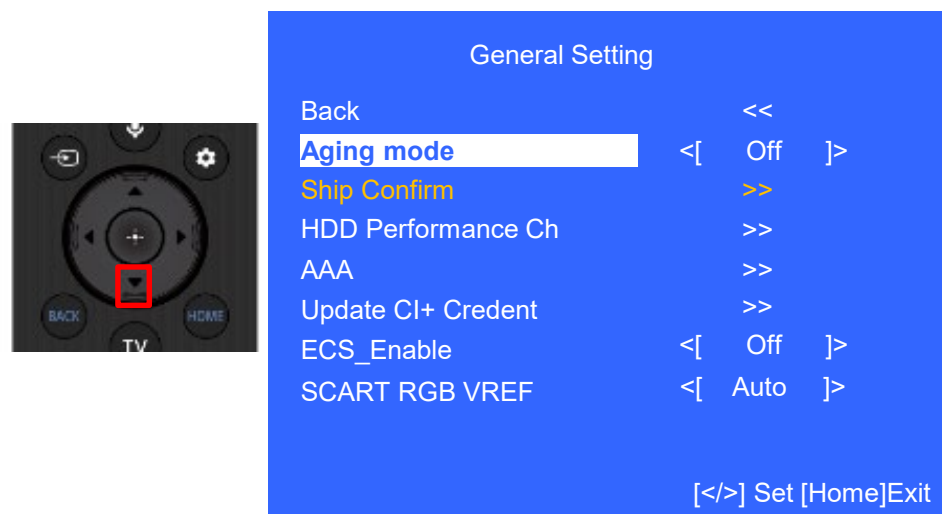 General Setting
Back <<
Aging mode <[ Off ]>
Ship Confirm >>
HDD Performance Ch >>
AAA >>
Update CI+ Credent >>
ECS_Enable <[ Off ]>
SCART RGB VREF <[ Auto ]>
[</>] Set [Home]Exit
BACK
HOME
TV